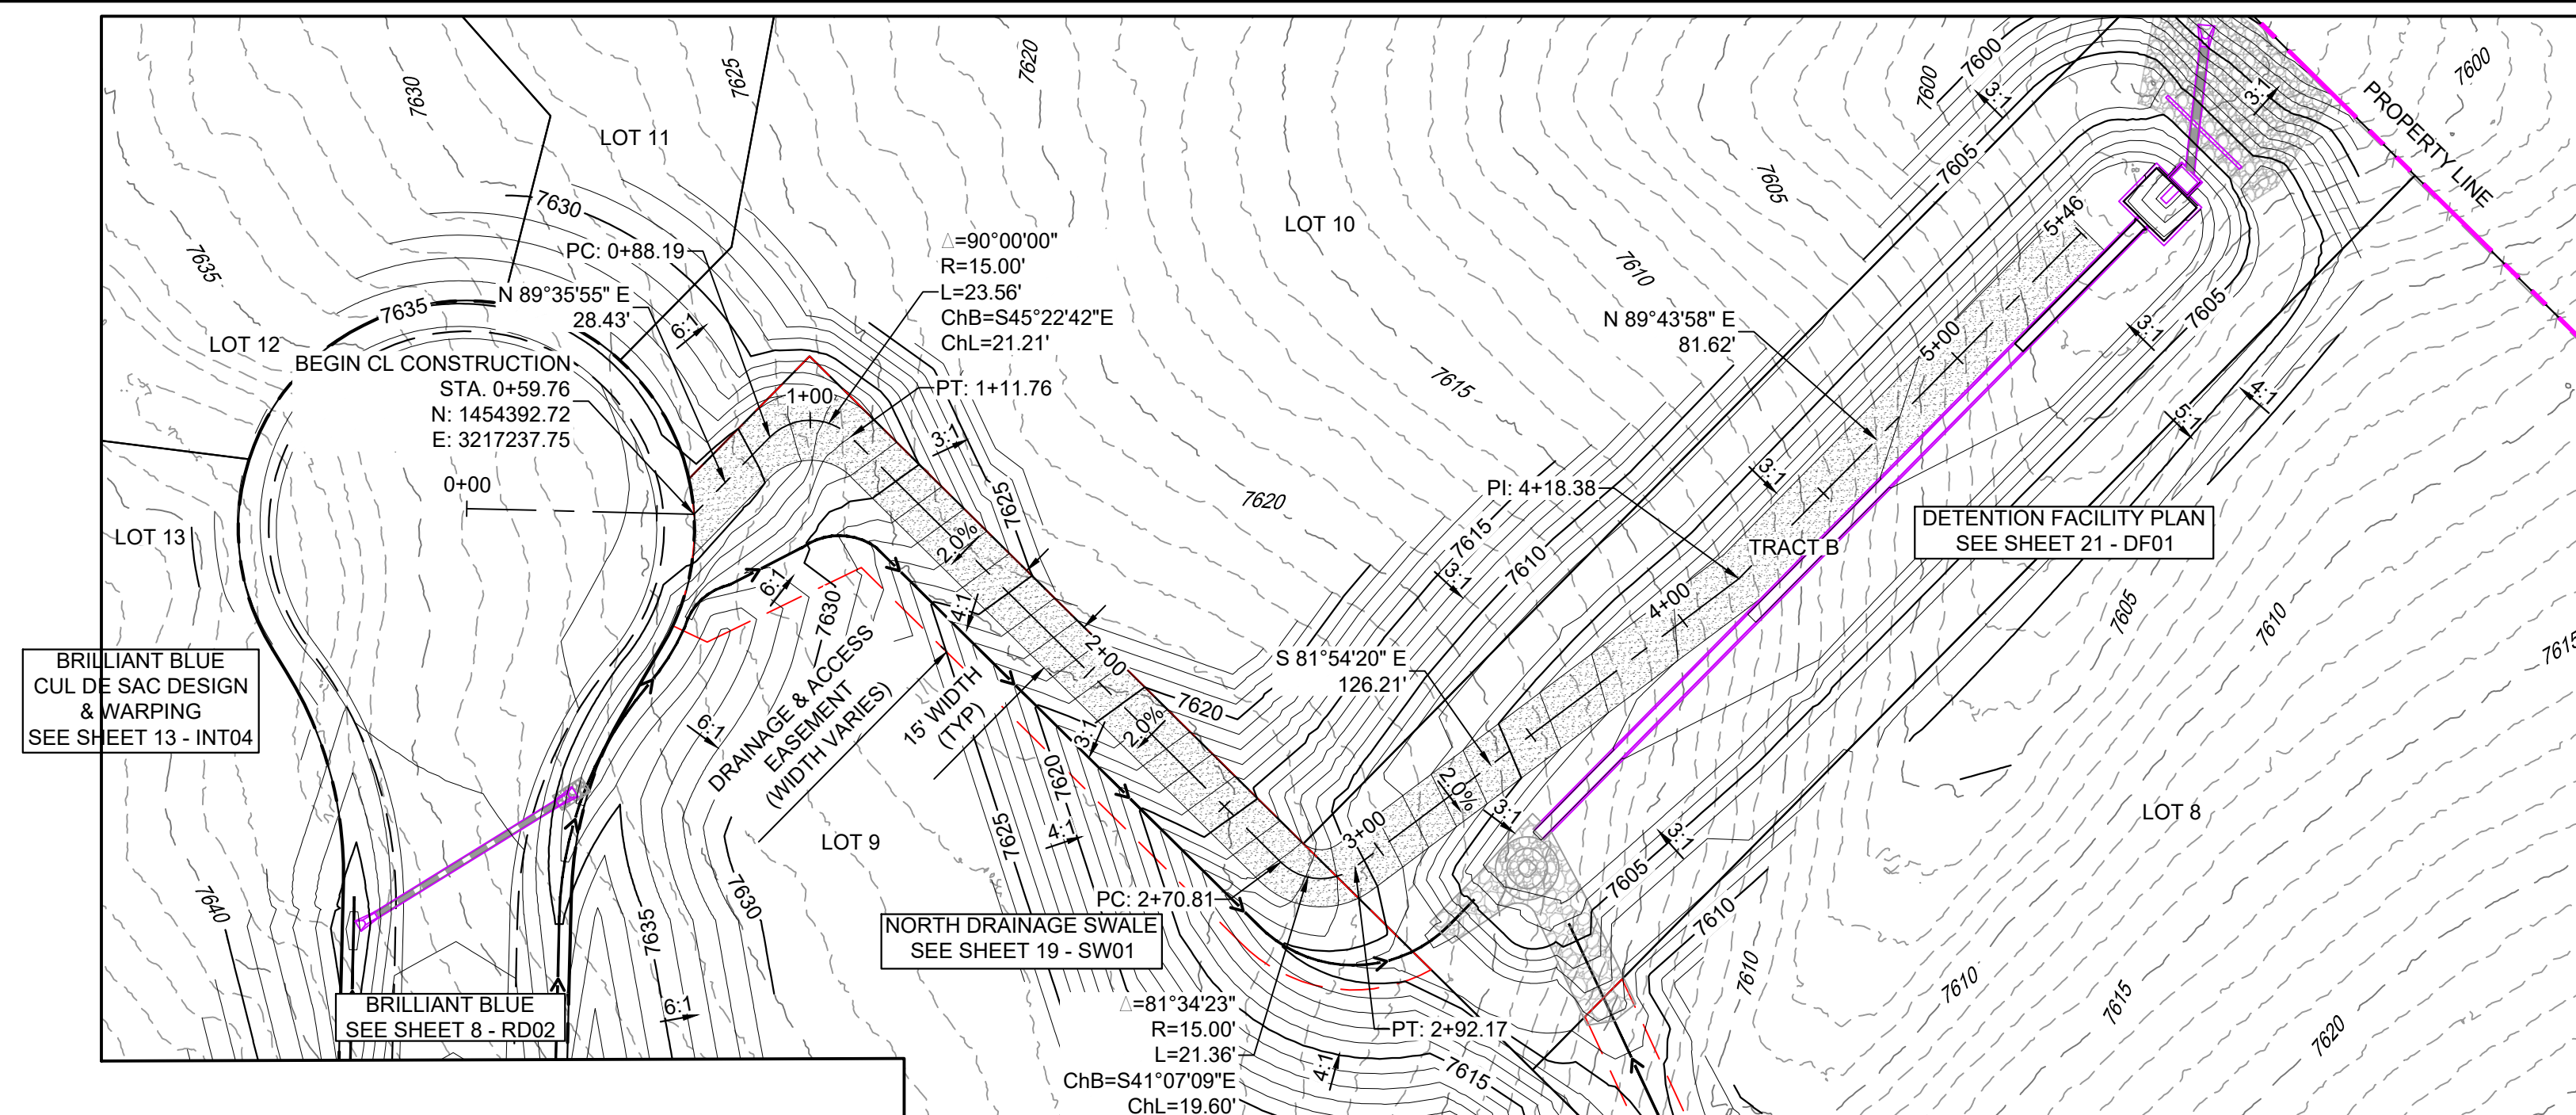 7630
7625
7620
7600
7600
7600
3:1
3:1
PROPERTY LINE
LOT 11
7605
7605
7630
LOT 10
5+46
PC: 0+88.19
△=90°00'00"
R=15.00'
L=23.56'
ChB=S45°22'42"E
ChL=21.21'
7635
7610
N 89°35'55" E
28.43'
7635
6:1
N 89°43'58" E
81.62'
5+00
7605
3:1
LOT 12
BEGIN CL CONSTRUCTION
STA. 0+59.76
N: 1454392.72
E: 3217237.75
1+00
PT: 1+11.76
7615
4:1
5:1
3:1
0+00
7625
7620
PI: 4+18.38
3:1
LOT 13
2.0%
7615
7610
3:1
TRACT B
DETENTION FACILITY PLAN
SEE SHEET 21 - DF01
6:1
7630
4:1
4+00
7605
7610
7615
BRILLIANT BLUE
CUL DE SAC DESIGN
& WARPING
SEE SHEET 13 - INT04
DRAINAGE & ACCESS
EASEMENT
(WIDTH VARIES)
15' WIDTH
(TYP)
2+00
S 81°54'20" E
126.21'
7620
6:1
3:1
2.0%
7620
2.0%
3:1
4:1
7625
3+00
3:1
LOT 8
LOT 9
7630
7640
7635
PC: 2+70.81
7605
7610
NORTH DRAINAGE SWALE
SEE SHEET 19 - SW01
7610
7610
7615
7620
BRILLIANT BLUE
SEE SHEET 8 - RD02
6:1
△=81°34'23"
R=15.00'
L=21.36'
ChB=S41°07'09"E
ChL=19.60'
PT: 2+92.17
4:1
7615